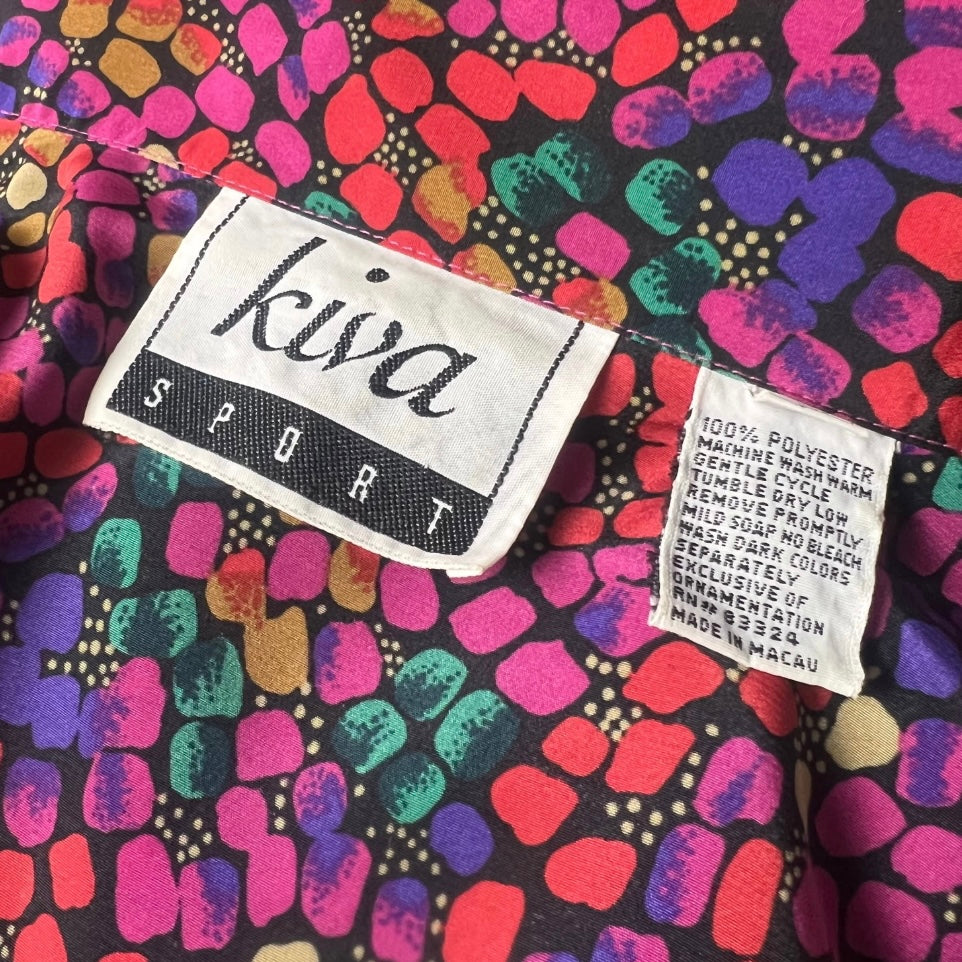 kiva
SPORT
100% POLYESTER
MACHINE WASH WARM
GENTLE CYCLE
TUMBLE DRY LOW
REMOVE PROMPTLY
MILD SOAP NO BLEACH
WASH DARK COLORS
SEPARATELY
EXCLUSIVE OF
ORNAMENTATION
RN# 63324
MADE IN MACAU